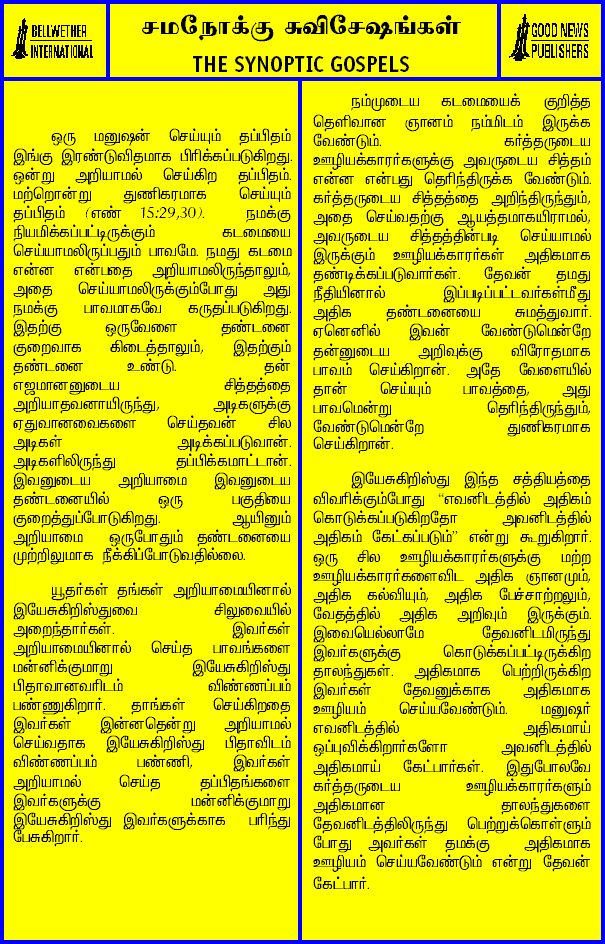 BELLWETHER
INTERNATIONAL
சமநோக்கு சுவிசேஷங்கள்
THE SYNOPTIC GOSPELS
GOOD NEWS
PUBLISHERS
ஒரு மனுஷன் செய்யும் தப்பிதம்
இங்கு இரண்டுவிதமாக பிரிக்கப்படுகிறது.
ஒன்று அறியாமல் செய்கிற தப்பிதம்.
மற்றொன்று துணிகரமாக செய்யும்
தப்பிதம் (எண் 15:29,30). நமக்கு
நியமிக்கப்பட்டிருக்கும் கடமையை
செய்யாமலிருப்பதும் பாவமே. நமது கடமை
என்ன என்பதை அறியாமலிருந்தாலும்,
அதை செய்யாமலிருக்கும்போது அது
நமக்கு பாவமாகவே கருதப்படுகிறது.
இதற்கு ஒருவேளை தண்டனை
குறைவாக கிடைத்தாலும், இதற்கும்
தண்டனை உண்டு. தன்
எஜமானனுடைய சித்தத்தை
அறியாதவனாயிருந்து, அடிகளுக்கு
ஏதுவானவைகளை செய்தவன் சில
அடிகள் அடிக்கப்படுவான்.
அடிகளிலிருந்து தப்பிக்கமாட்டான்.
இவனுடைய அறியாமை இவனுடைய
தண்டனையில் ஒரு பகுதியை
குறைத்துப்போடுகிறது. ஆயினும்
அறியாமை ஒருபோதும் தண்டனையை
முற்றிலுமாக நீக்கிப்போடுவதில்லை.
யூதர்கள் தங்கள் அறியாமையினால்
இயேசுகிறிஸ்துவை சிலுவையில்
அறைந்தார்கள். இவர்கள்
அறியாமையினால் செய்த பாவங்களை
மன்னிக்குமாறு இயேசுகிறிஸ்து
பிதாவானவரிடம் விண்ணப்பம்
பண்ணுகிறார். தாங்கள் செய்கிறதை
இவர்கள் இன்னதென்று அறியாமல்
செய்வதாக இயேசுகிறிஸ்து பிதாவிடம்
விண்ணப்பம் பண்ணி, இவர்கள்
அறியாமல் செய்த தப்பிதங்களை
இவர்களுக்கு மன்னிக்குமாறு
இயேசுகிறிஸ்து இவர்களுக்காக பரிந்து
பேசுகிறார்.
நம்முடைய கடமையைக் குறித்த
தெளிவான ஞானம் நம்மிடம் இருக்க
வேண்டும். கர்த்தருடைய
ஊழியக்காரர்களுக்கு அவருடைய சித்தம்
என்ன என்பது தெரிந்திருக்க வேண்டும்.
கர்த்தருடைய சித்தத்தை அறிந்திருந்தும்,
அதை செய்வதற்கு ஆயத்தமாகயிராமல்,
அவருடைய சித்தத்தின்படி செய்யாமல்
இருக்கும் ஊழியக்காரர்கள் அதிகமாக
தண்டிக்கப்படுவார்கள். தேவன் தமது
நீதியினால் இப்படிப்பட்டவர்கள்மீது
அதிக தண்டனையை சுமத்துவார்.
ஏனெனில் இவன் வேண்டுமென்றே
தன்னுடைய அறிவுக்கு விரோதமாக
பாவம் செய்கிறான். அதே வேளையில்
தான் செய்யும் பாவத்தை, அது
பாவமென்று தெரிந்திருந்தும்,
வேண்டுமென்றே துணிகரமாக
செய்கிறான்.
இயேசுகிறிஸ்து இந்த சத்தியத்தை
விவரிக்கும்போது “எவனிடத்தில் அதிகம்
கொடுக்கப்படுகிறதோ அவனிடத்தில்
அதிகம் கேட்கப்படும்” என்று கூறுகிறார்.
ஒரு சில ஊழியக்காரர்களுக்கு மற்ற
ஊழியக்காரர்களைவிட அதிக ஞானமும்,
அதிக கல்வியும், அதிக பேச்சாற்றலும்,
வேதத்தில் அதிக அறிவும் இருக்கும்.
இவையெல்லாமே தேவனிடமிருந்து
இவர்களுக்கு கொடுக்கப்பட்டிருக்கிற
தாலந்துகள். அதிகமாக பெற்றிருக்கிற
இவர்கள் தேவனுக்காக அதிகமாக
ஊழியம் செய்யவேண்டும். மனுஷர்
எவனிடத்தில் அதிகமாய்
ஒப்புவிக்கிறார்களோ அவனிடத்தில்
அதிகமாய் கேட்பார்கள். இதுபோலவே
கர்த்தருடைய ஊழியக்காரர்களும்
அதிகமான தாலந்துகளை
தேவனிடத்திலிருந்து பெற்றுக்கொள்ளும்
போது அவர்கள் தமக்கு அதிகமாக
ஊழியம் செய்யவேண்டும் என்று தேவன்
கேட்பார்.